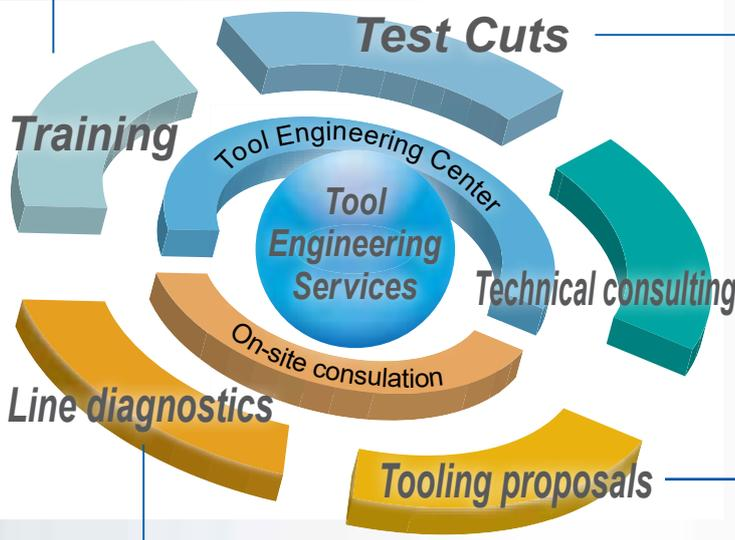 Test Cuts
Training
Tool Engineering Center
Tool
Engineering
Services
Technical consulting
On-site consulation
Line diagnostics
Tooling proposals